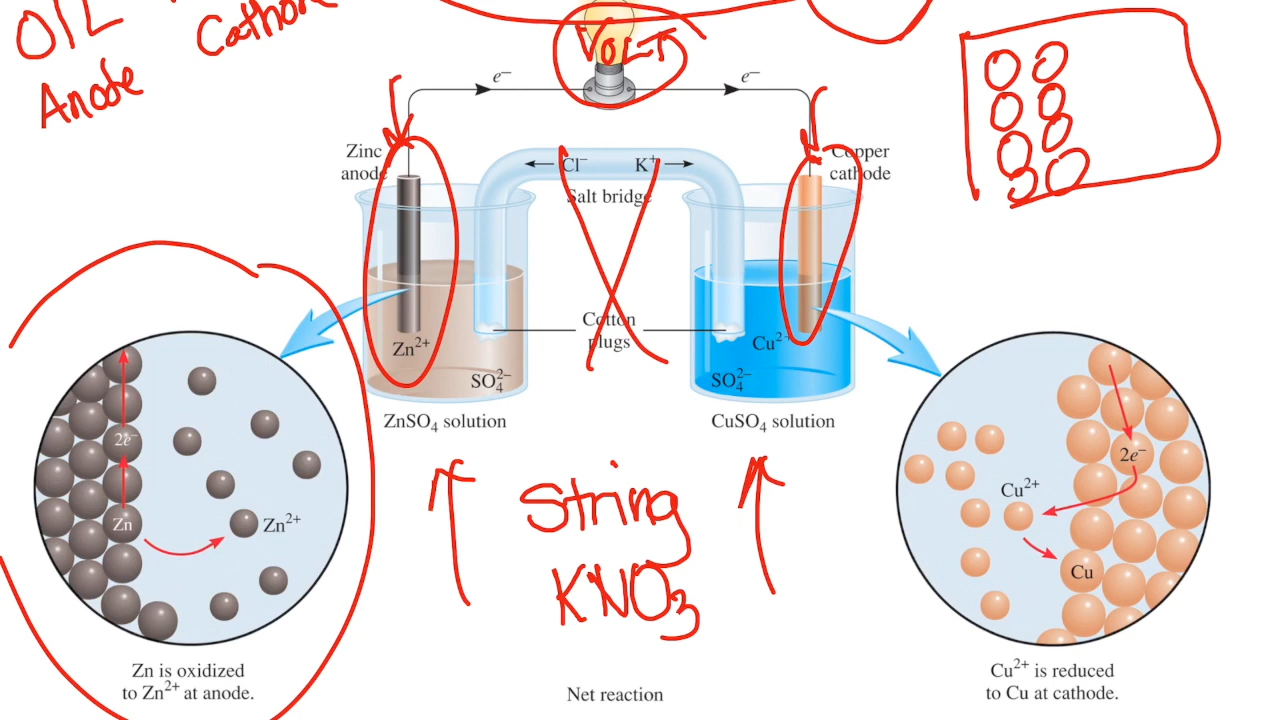 OIL
Cathode
Anode
VOLT
e⁻
e⁻
Zinc
anode
Cl⁻
K⁺
Copper
cathode
Salt bridge
Cotton
plugs
Zn²⁺
SO₄²⁻
Cu²⁺
SO₄²⁻
ZnSO₄ solution
CuSO₄ solution
2e⁻
Zn
Zn²⁺
2e⁻
Cu²⁺
Cu
String
KNO₃
Zn is oxidized
to Zn²⁺ at anode.
Net reaction
Cu²⁺ is reduced
to Cu at cathode.